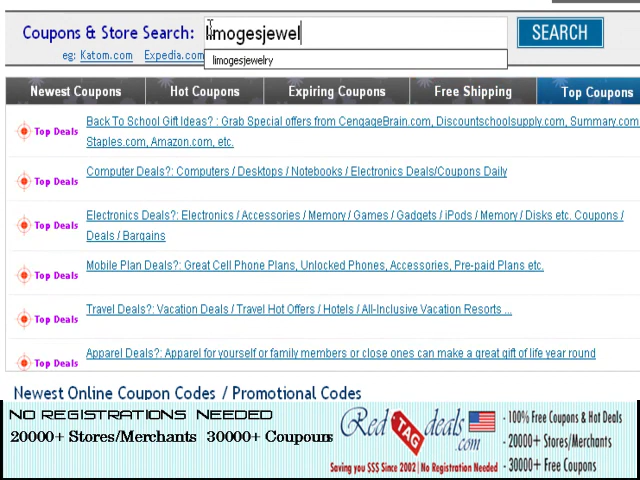 Coupons & Store Search: limogesjewel SEARCH
eg: Katom.com Expedia.com limogesjewelry
Newest Coupons Hot Coupons Expiring Coupons Free Shipping Top Coupons
Top Deals Back To School Gift Ideas? : Grab Special offers from CengageBrain.com, Discountschoolsupply.com, Summary.com
Staples.com, Amazon.com, etc.
Top Deals Computer Deals?: Computers / Desktops / Notebooks / Electronics Deals/Coupons Daily
Top Deals Electronics Deals?: Electronics / Accessories / Memory / Games / Gadgets / iPods / Memory / Disks etc. Coupons /
Deals / Bargains
Top Deals Mobile Plan Deals?: Great Cell Phone Plans, Unlocked Phones, Accessories, Pre-paid Plans etc.
Top Deals Travel Deals?: Vacation Deals / Travel Hot Offers / Hotels / All-Inclusive Vacation Resorts ...
Top Deals Apparel Deals?: Apparel for yourself or family members or close ones can make a great gift of life year round
Newest Online Coupon Codes / Promotional Codes
NO REGISTRATIONS NEEDED
20000+ Stores/Merchants 30000+ Coupouns
Red TAG deals.com
Saving you $$$ Since 2002 | No Registration Needed
- 100% Free Coupons & Hot Deals
- 20000+ Stores/Merchants
- 30000+ Free Coupons